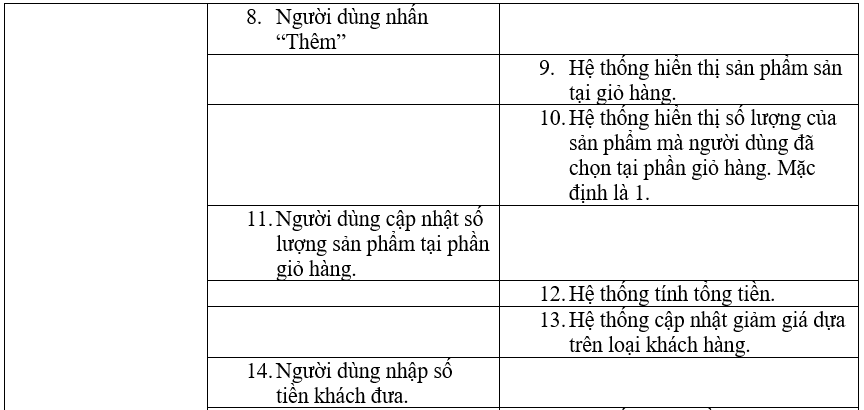 8. Người dùng nhấn
“Thêm”
9. Hệ thống hiển thị sản phẩm sản
tại giỏ hàng.
10. Hệ thống hiển thị số lượng của
sản phẩm mà người dùng đã
chọn tại phần giỏ hàng. Mặc
định là 1.
11. Người dùng cập nhật số
lượng sản phẩm tại phần
giỏ hàng.
12. Hệ thống tính tổng tiền.
13. Hệ thống cập nhật giảm giá dựa
trên loại khách hàng.
14. Người dùng nhập số
tiền khách đưa.